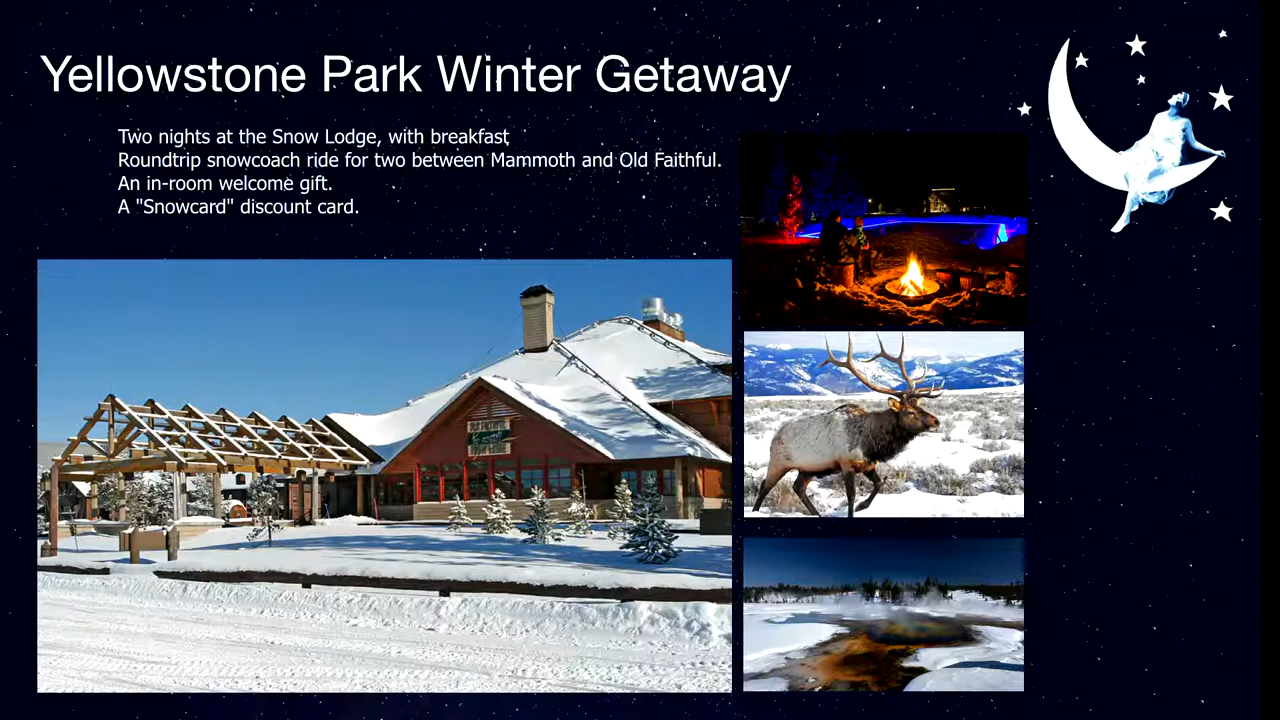 Yellowstone Park Winter Getaway
Two nights at the Snow Lodge, with breakfast
Roundtrip snowcoach ride for two between Mammoth and Old Faithful.
An in-room welcome gift.
A "Snowcard" discount card.